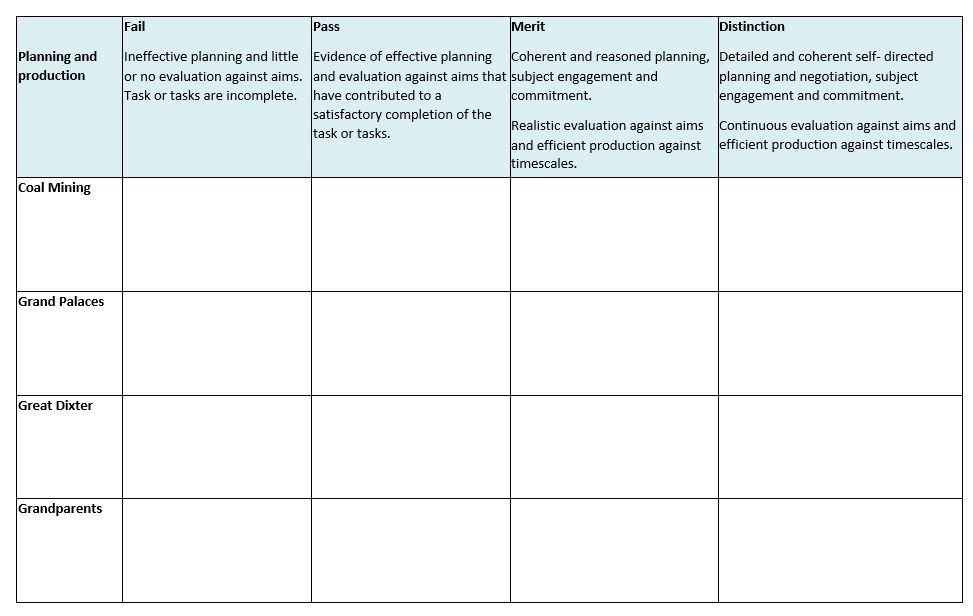 Fail
Pass
Merit
Distinction
Planning and
production
Ineffective planning and little
or no evaluation against aims.
Task or tasks are incomplete.
Evidence of effective planning
and evaluation against aims that
have contributed to a
satisfactory completion of the
task or tasks.
Coherent and reasoned planning,
subject engagement and
commitment.
Realistic evaluation against aims
and efficient production against
timescales.
Detailed and coherent self- directed
planning and negotiation, subject
engagement and commitment.
Continuous evaluation against aims and
efficient production against timescales.
Coal Mining
Grand Palaces
Great Dixter
Grandparents